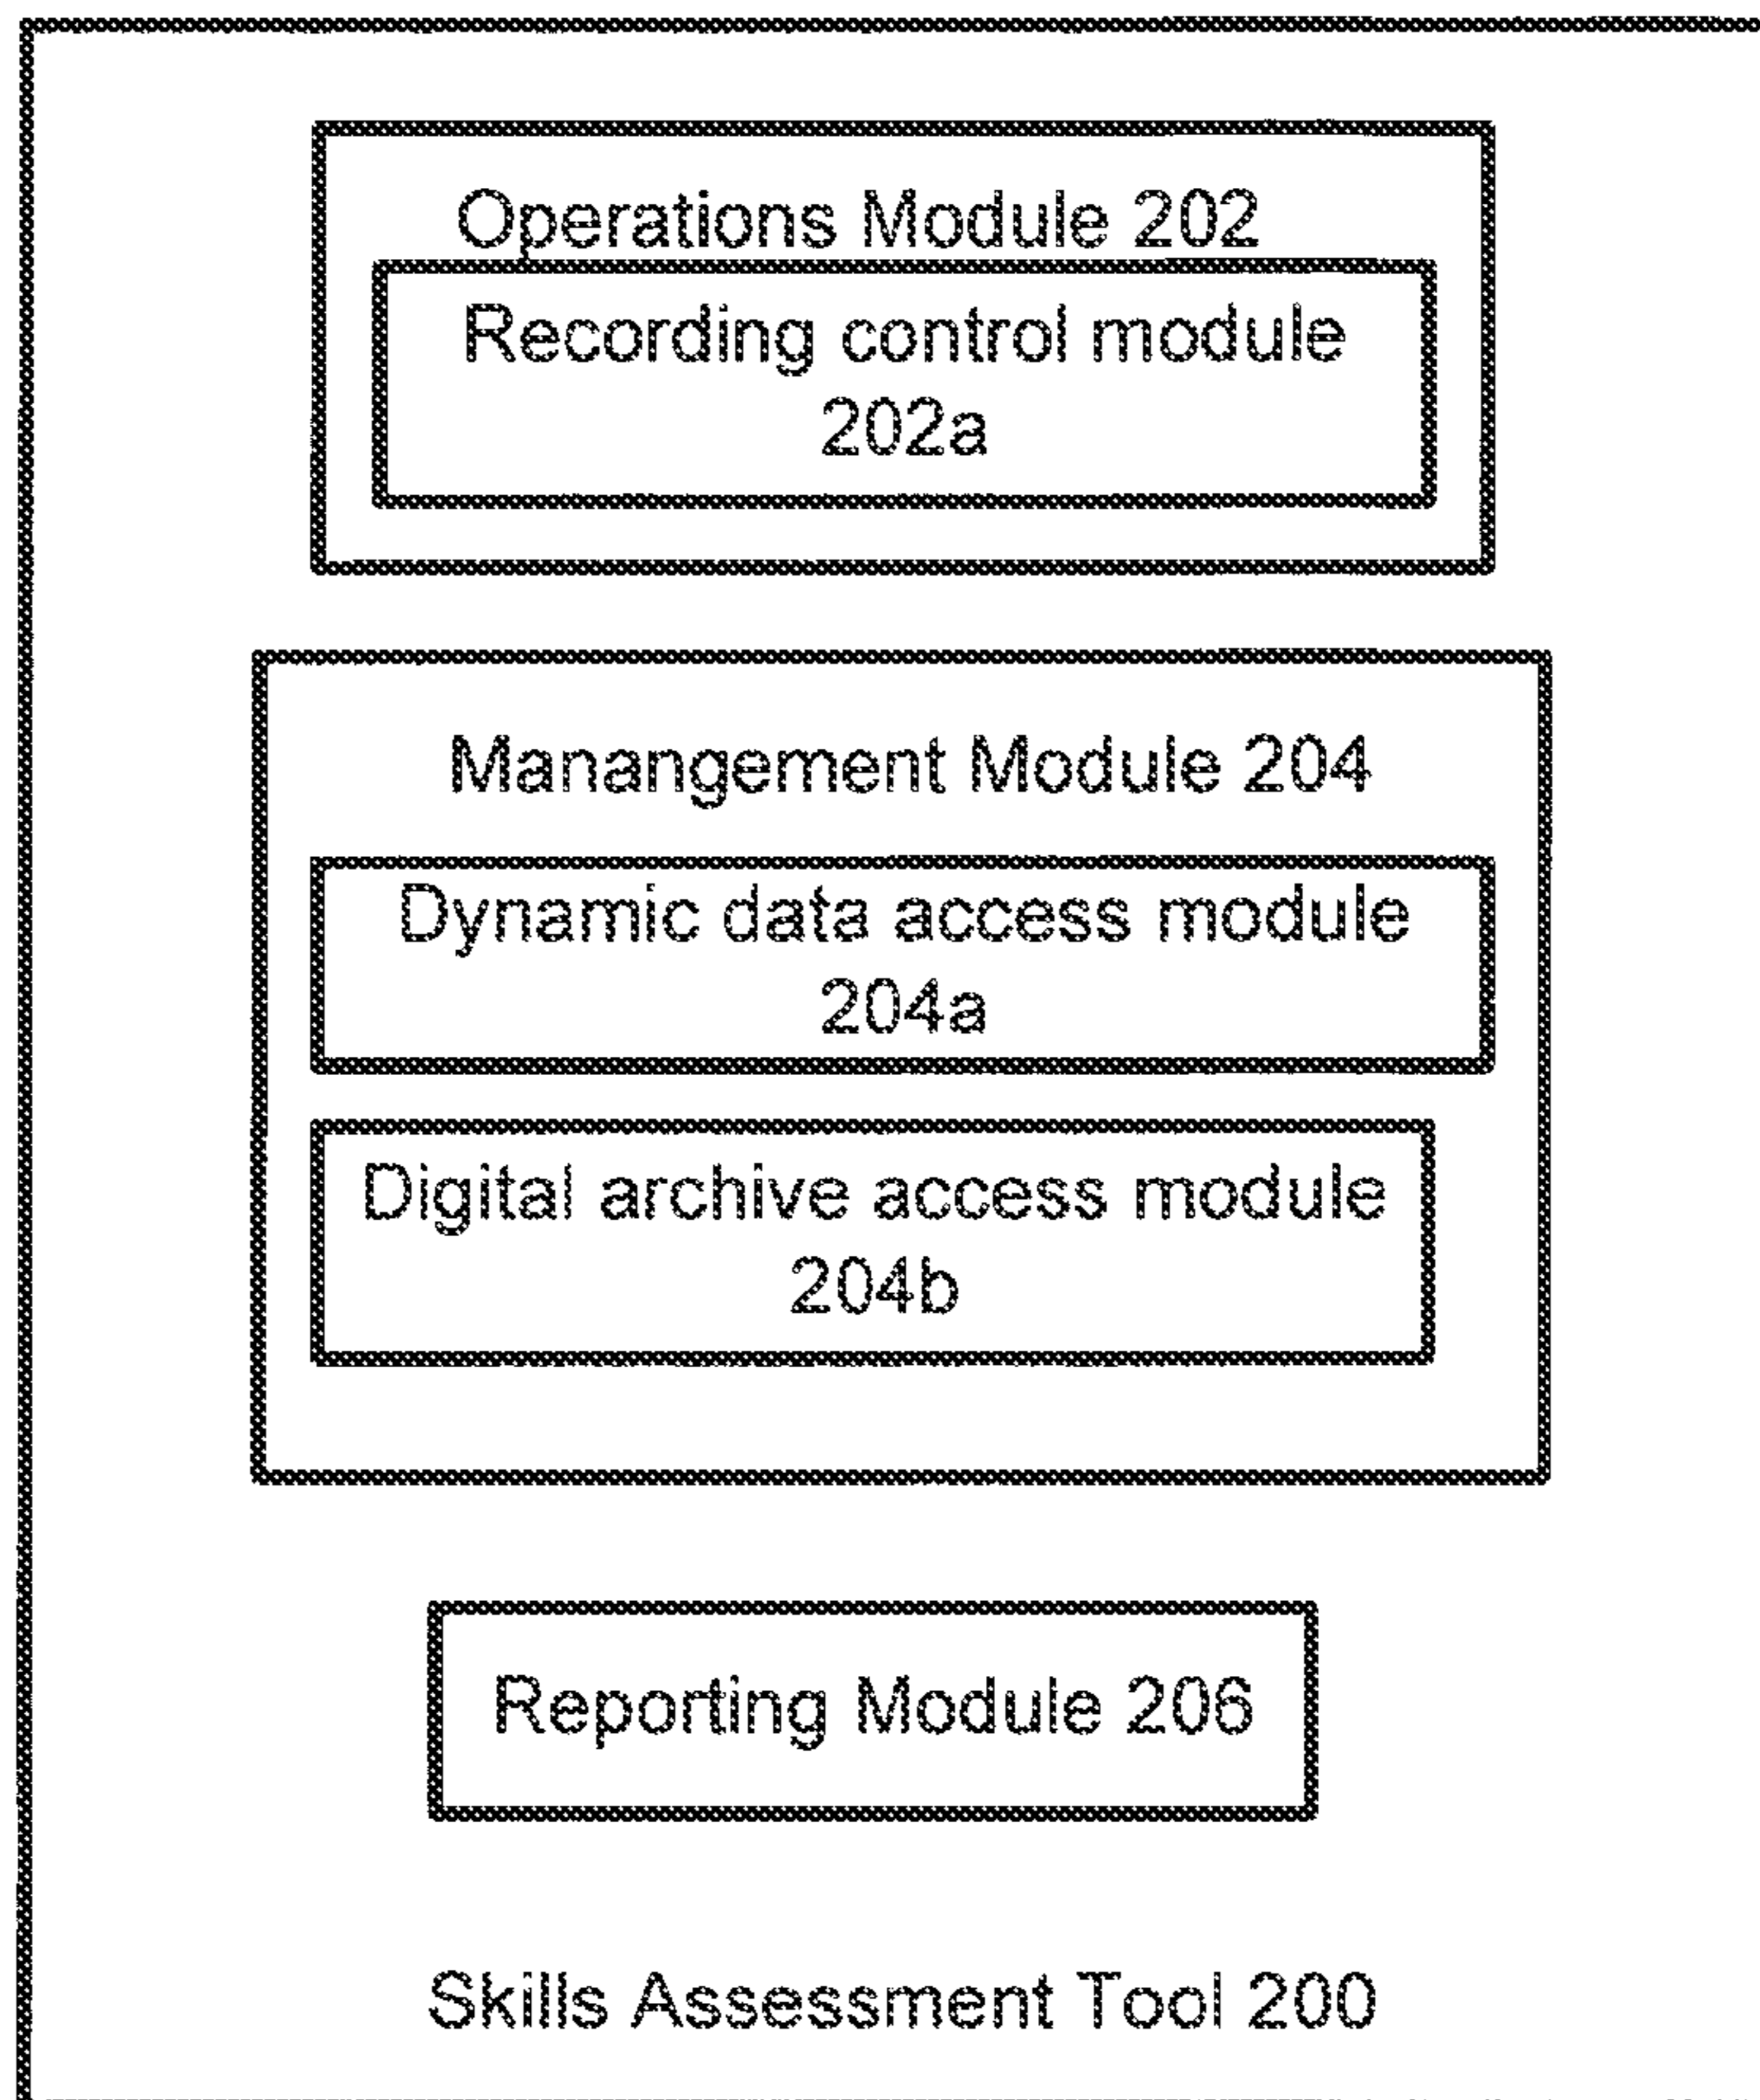 Operations Module 202
Recording control module
202a
Manangement Module 204
Dynamic data access module
204a
Digital archive access module
204b
Reporting Module 206
Skills Assessment Tool 200